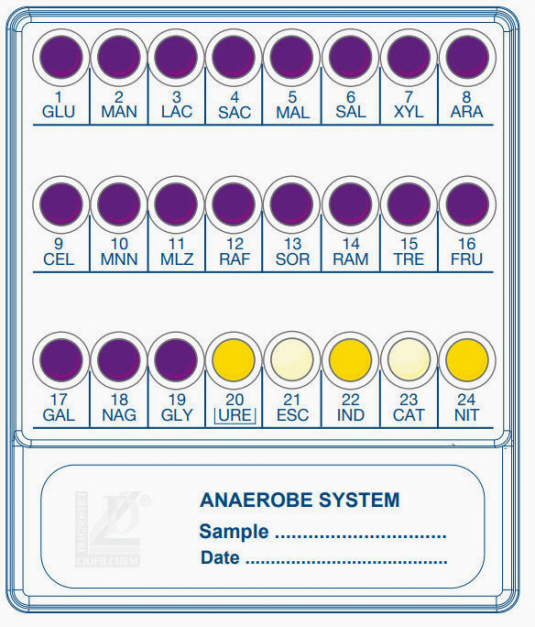 1 2 3 4 5 6 7 8
GLU MAN LAC SAC MAL SAL XYL ARA
9 10 11 12 13 14 15 16
CEL MNN MLZ RAF SOR RAM TRE FRU
17 18 19 20 21 22 23 24
GAL NAG GLY URE ESC IND CAT NIT
ANAEROBE SYSTEM
Sample ...............................
Date .....................................
®